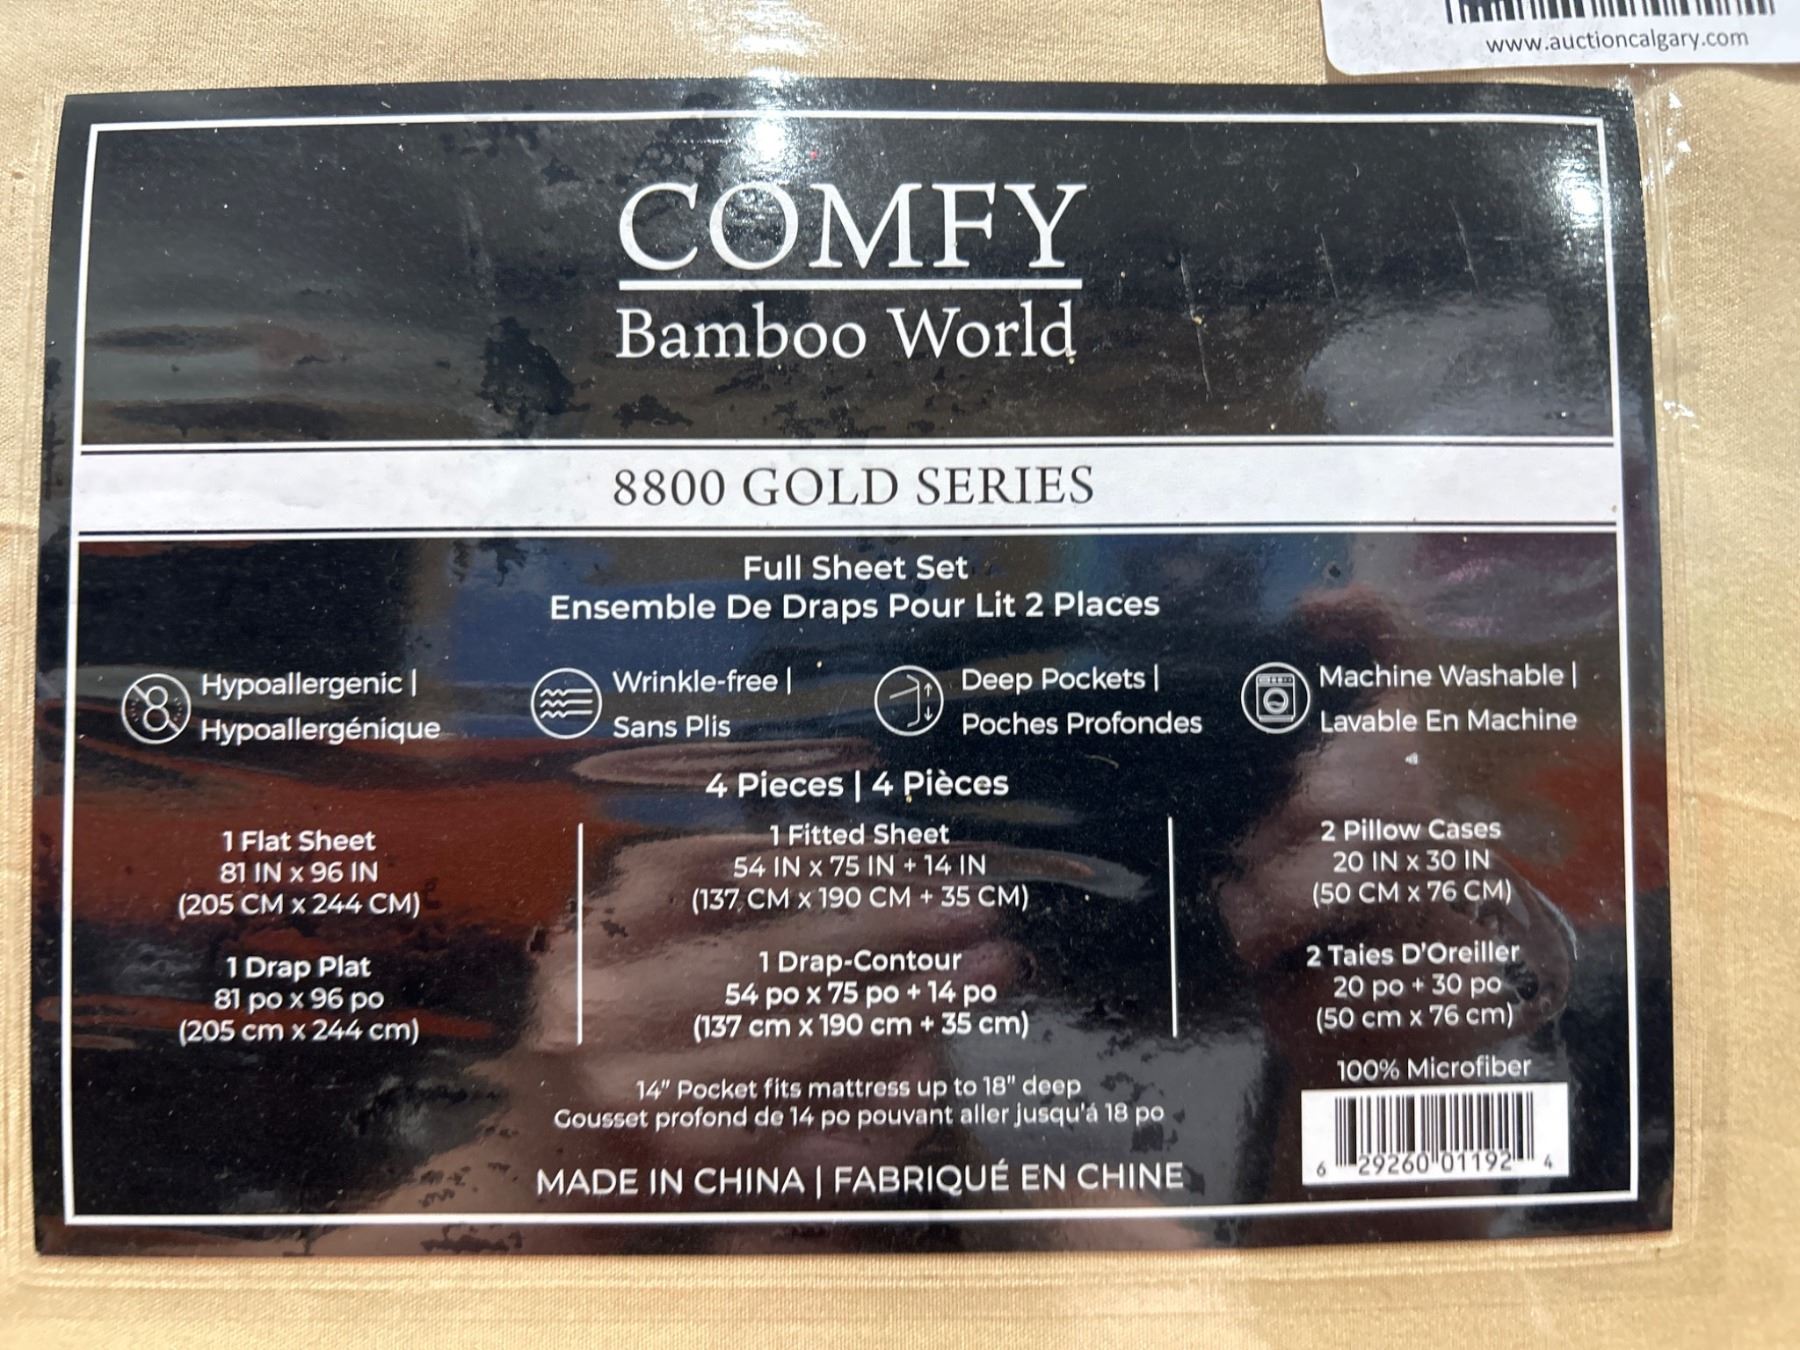 www.auctioncalgary.com
COMFY
Bamboo World
8800 GOLD SERIES
Full Sheet Set
Ensemble De Draps Pour Lit 2 Places
Hypoallergenic |
Hypoallergénique
Wrinkle-free |
Sans Plis
Deep Pockets |
Poches Profondes
Machine Washable |
Lavable En Machine
4 Pieces | 4 Pièces
1 Flat Sheet
81 IN x 96 IN
(205 CM x 244 CM)
1 Drap Plat
81 po x 96 po
(205 cm x 244 cm)
1 Fitted Sheet
54 IN x 75 IN + 14 IN
(137 CM x 190 CM + 35 CM)
1 Drap-Contour
54 po x 75 po + 14 po
(137 cm x 190 cm + 35 cm)
2 Pillow Cases
20 IN x 30 IN
(50 CM x 76 CM)
2 Taies D'Oreiller
20 po + 30 po
(50 cm x 76 cm)
100% Microfiber
14" Pocket fits mattress up to 18" deep
Gousset profond de 14 po pouvant aller jusqu'á 18 po
MADE IN CHINA | FABRIQUÉ EN CHINE
6 29260 01192 4